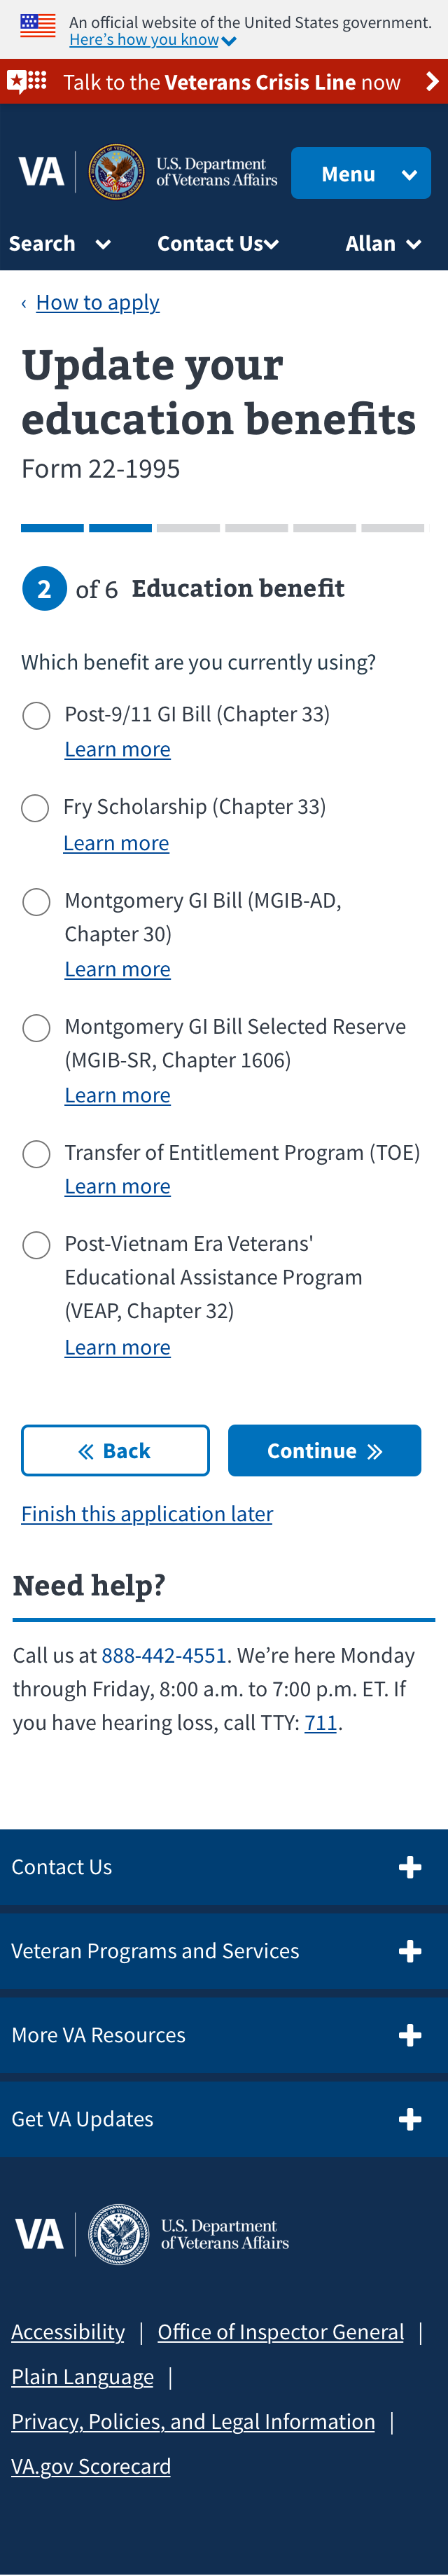 An official website of the United States government.
Here’s how you know
Talk to the Veterans Crisis Line now
VA
U.S. Department
of Veterans Affairs
Menu
Search
Contact Us
Allan
‹ How to apply
Update your
education benefits
Form 22-1995
2 of 6 Education benefit
Which benefit are you currently using?
Post-9/11 GI Bill (Chapter 33)
Learn more
Fry Scholarship (Chapter 33)
Learn more
Montgomery GI Bill (MGIB-AD,
Chapter 30)
Learn more
Montgomery GI Bill Selected Reserve
(MGIB-SR, Chapter 1606)
Learn more
Transfer of Entitlement Program (TOE)
Learn more
Post-Vietnam Era Veterans'
Educational Assistance Program
(VEAP, Chapter 32)
Learn more
« Back
Continue »
Finish this application later
Need help?
Call us at 888-442-4551. We’re here Monday
through Friday, 8:00 a.m. to 7:00 p.m. ET. If
you have hearing loss, call TTY: 711.
Contact Us
Veteran Programs and Services
More VA Resources
Get VA Updates
VA
U.S. Department
of Veterans Affairs
Accessibility | Office of Inspector General |
Plain Language |
Privacy, Policies, and Legal Information |
VA.gov Scorecard